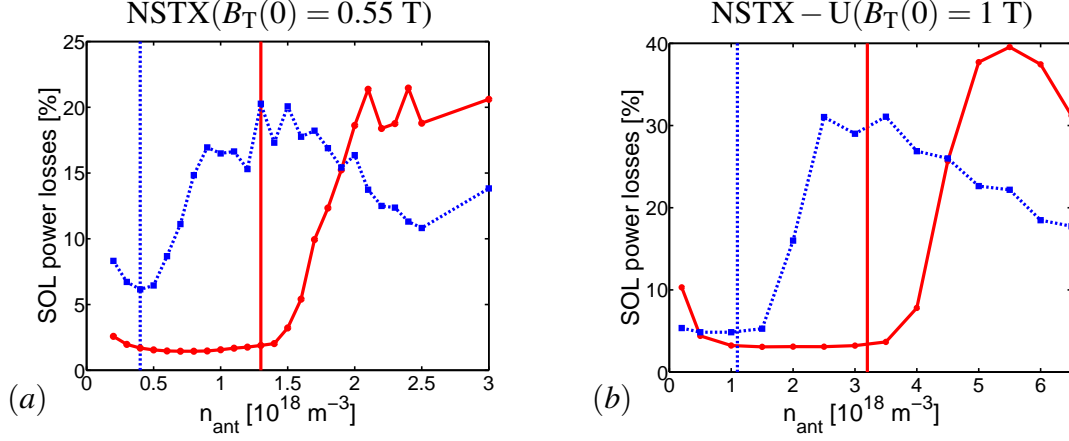 NSTX(B_T(0) = 0.55 T)
25
20
15
10
5
0
SOL power losses [%]
0 0.5 1 1.5 2 2.5 3
n_ant [10^18 m^−3]
(a)
NSTX − U(B_T(0) = 1 T)
40
30
20
10
0
SOL power losses [%]
0 1 2 3 4 5 6
n_ant [10^18 m^−3]
(b)